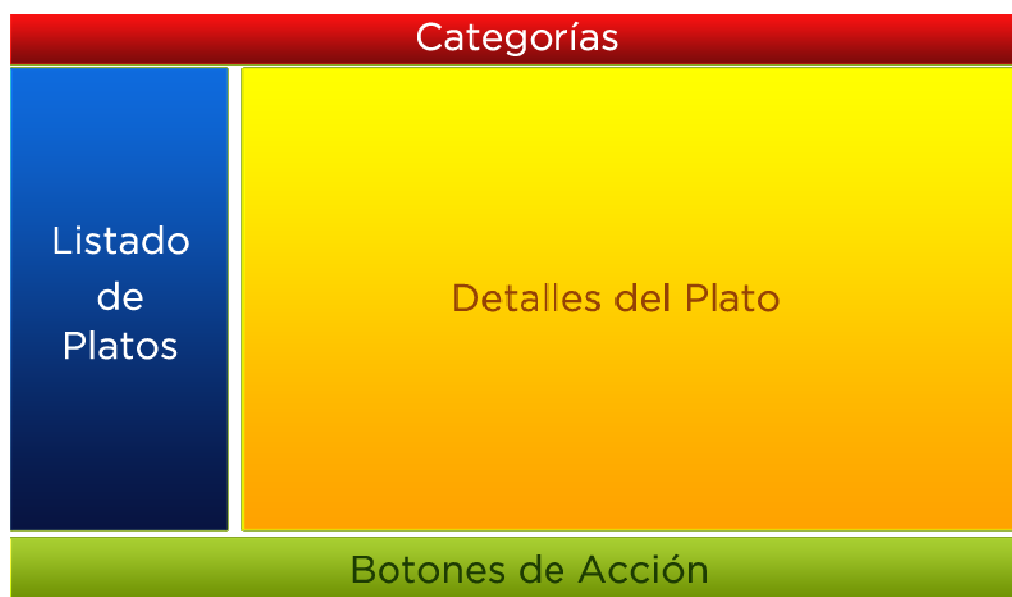 Categorías
Listado
de
Platos
Detalles del Plato
Botones de Acción